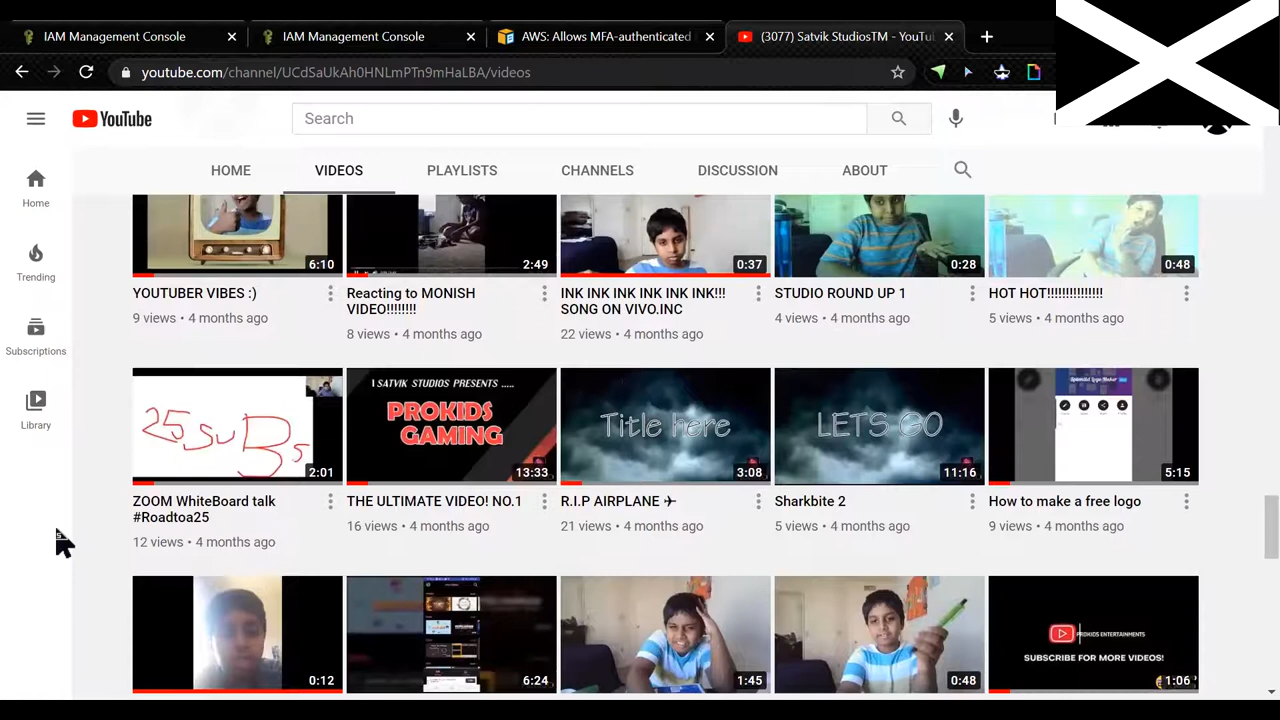 IAM Management Console
IAM Management Console
AWS: Allows MFA-authenticated
(3077) Satvik StudiosTM - YouTu
youtube.com/channel/UCdSaUkAh0HNLmPTn9mHaLBA/videos
YouTube
Search
HOME VIDEOS PLAYLISTS CHANNELS DISCUSSION ABOUT
Home
Trending
Subscriptions
Library
6:10
YOUTUBER VIBES :)
9 views • 4 months ago
2:49
Reacting to MONISH
VIDEO!!!!!!!!
8 views • 4 months ago
0:37
INK INK INK INK INK INK!!!
SONG ON VIVO.INC
22 views • 4 months ago
0:28
STUDIO ROUND UP 1
4 views • 4 months ago
0:48
HOT HOT!!!!!!!!!!!!!!!
5 views • 4 months ago
25 suBs
2:01
ZOOM WhiteBoard talk
#Roadtoa25
12 views • 4 months ago
SATVIK STUDIOS PRESENTS .....
PROKIDS
GAMING
13:33
THE ULTIMATE VIDEO! NO.1
16 views • 4 months ago
Title here
3:08
R.I.P AIRPLANE ✈
21 views • 4 months ago
LETS GO
11:16
Sharkbite 2
5 views • 4 months ago
5:15
How to make a free logo
9 views • 4 months ago
0:12
6:24
1:45
0:48
PROKIDS ENTERTAINMENTS
SUBSCRIBE FOR MORE VIDEOS!
1:06